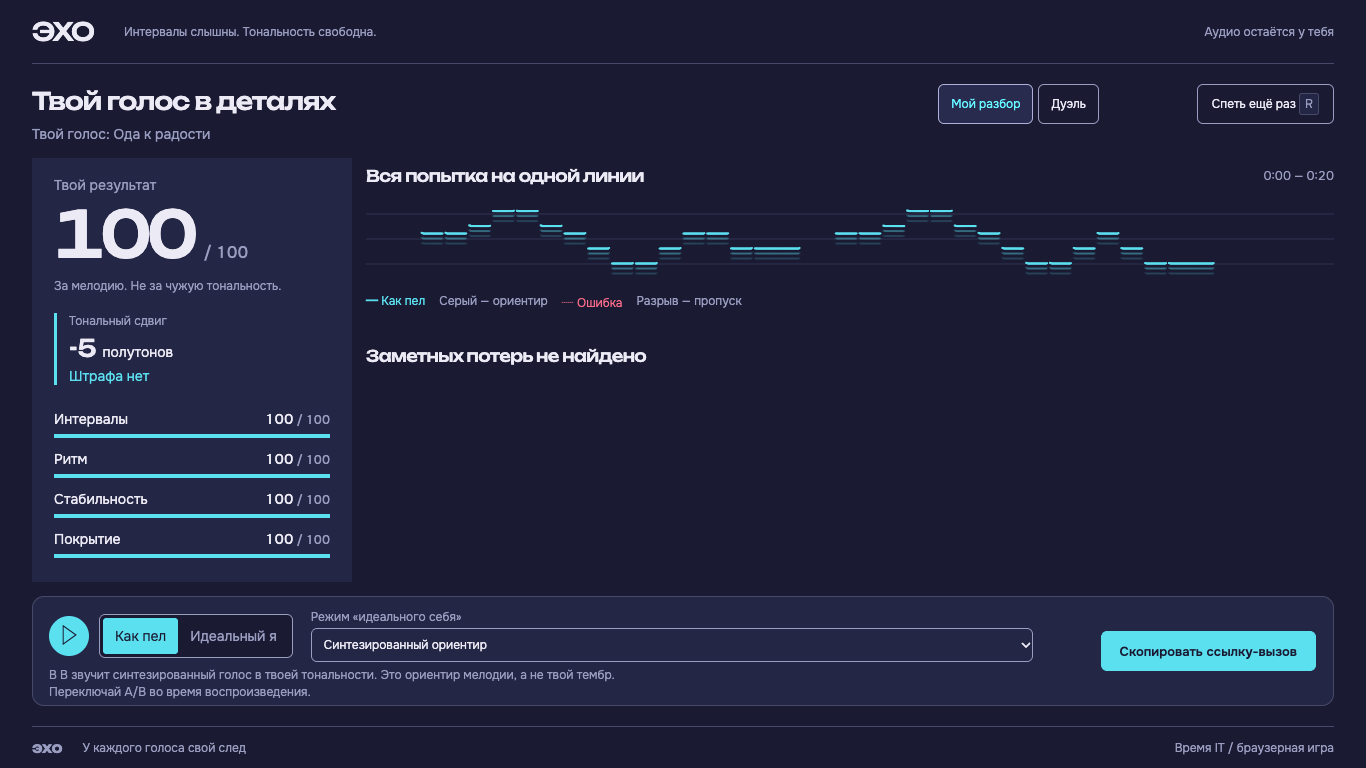 ЭХО
Интервалы слышны. Тональность свободна.
Аудио остаётся у тебя
Твой голос в деталях
Мой разбор
Дуэль
Спеть ещё раз R
Твой голос: Ода к радости
Твой результат
100 / 100
За мелодию. Не за чужую тональность.
Тональный сдвиг
-5 полутонов
Штрафа нет
Интервалы 100 / 100
Ритм 100 / 100
Стабильность 100 / 100
Покрытие 100 / 100
Вся попытка на одной линии
0:00 – 0:20
Как пел
Серый — ориентир
Ошибка
Разрыв — пропуск
Заметных потерь не найдено
Как пел
Идеальный я
Режим «идеального себя»
Синтезированный ориентир
Скопировать ссылку-вызов
В B звучит синтезированный голос в твоей тональности. Это ориентир мелодии, а не твой тембр.
Переключай A/B во время воспроизведения.
ЭХО
У каждого голоса свой след
Время IT / браузерная игра